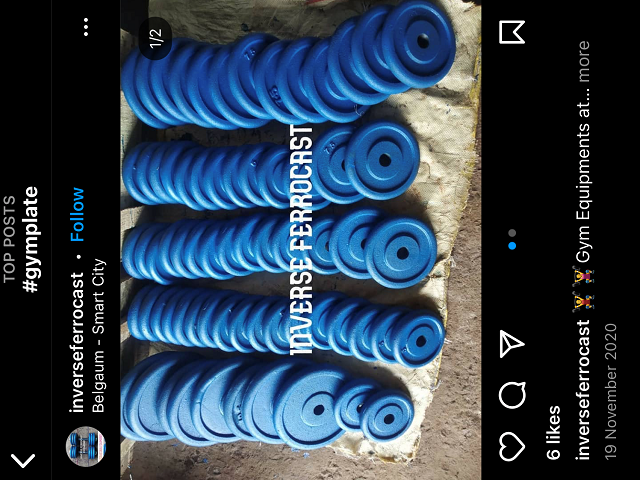 TOP POSTS
#gymplate
inverseferrocast • Follow
Belgaum - Smart City
1/2
INVERSE FERROCAST
6 likes
inverseferrocast 🏋️ 🏋️ Gym Equipments at... more
19 November 2020